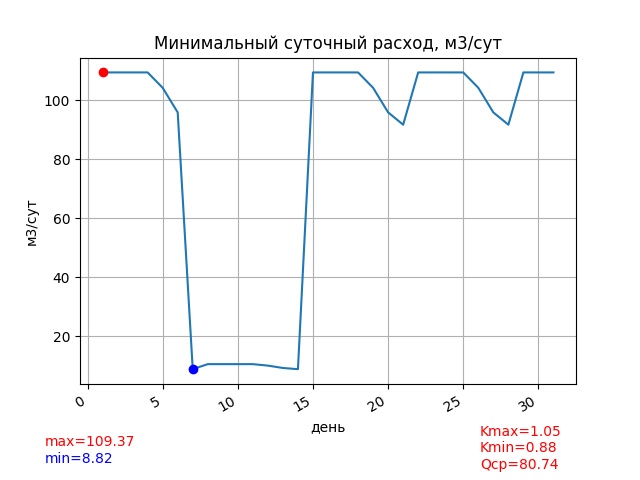 Минимальный суточный расход, м3/сут
м3/сут
100
80
60
40
20
0
5
10
15
20
25
30
день
max=109.37
min=8.82
Kmax=1.05
Kmin=0.88
Qcp=80.74